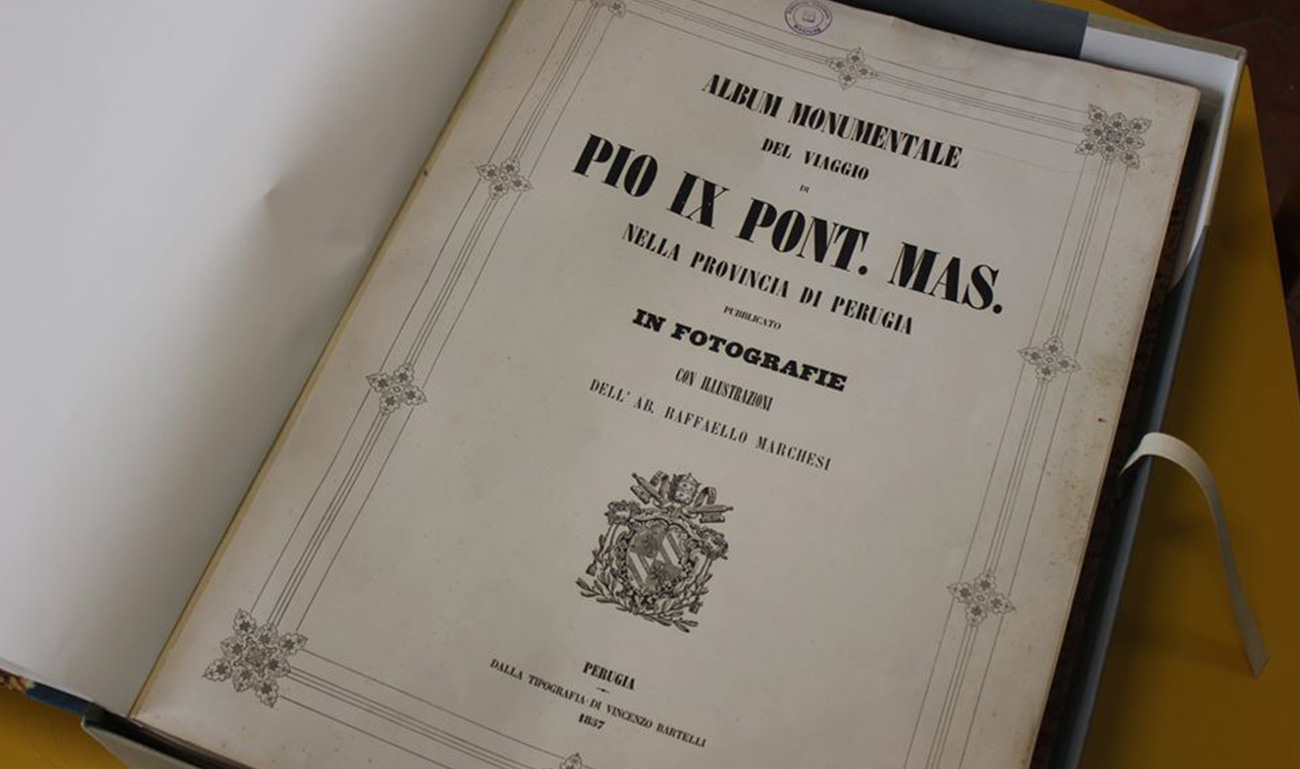 ALBUM MONUMENTALE
DEL VIAGGIO
DI
PIO IX PONT. MAS.
NELLA PROVINCIA DI PERUGIA
PUBBLICATO
IN FOTOGRAFIE
CON ILLUSTRAZIONI
DELL' AB. RAFFAELLO MARCHESI
PERUGIA
DALLA TIPOGRAFIA DI VINCENZO BARTELLI
1857